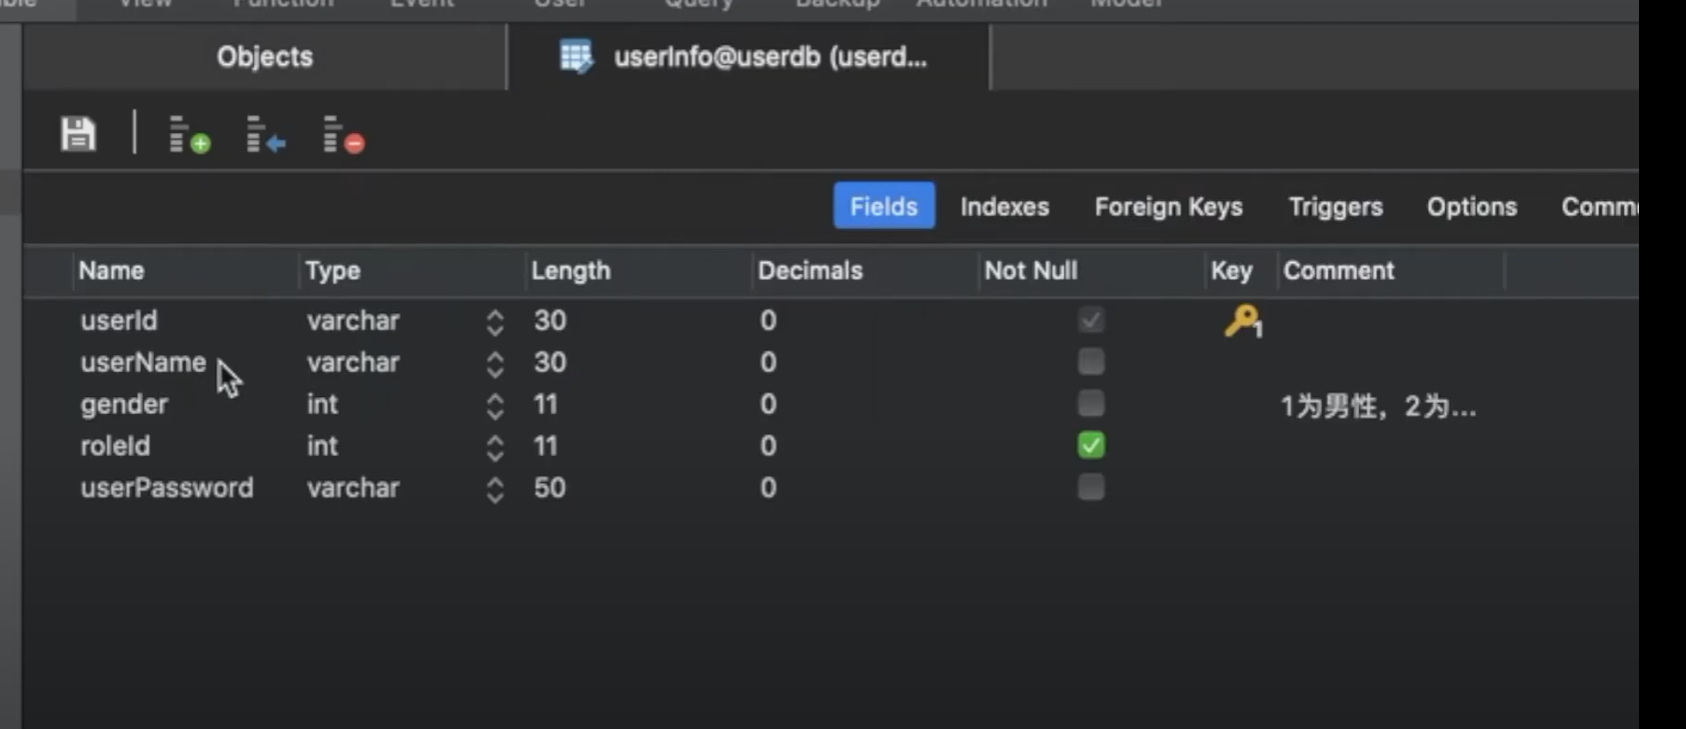 View Function Event User Query Backup Automation Model
Objects userInfo@userdb (userd...
Fields Indexes Foreign Keys Triggers Options
Name Type Length Decimals Not Null Key Comment
userId varchar 30 0 1
userName varchar 30 0
gender int 11 0 1为男性，2为...
roleId int 11 0
userPassword varchar 50 0